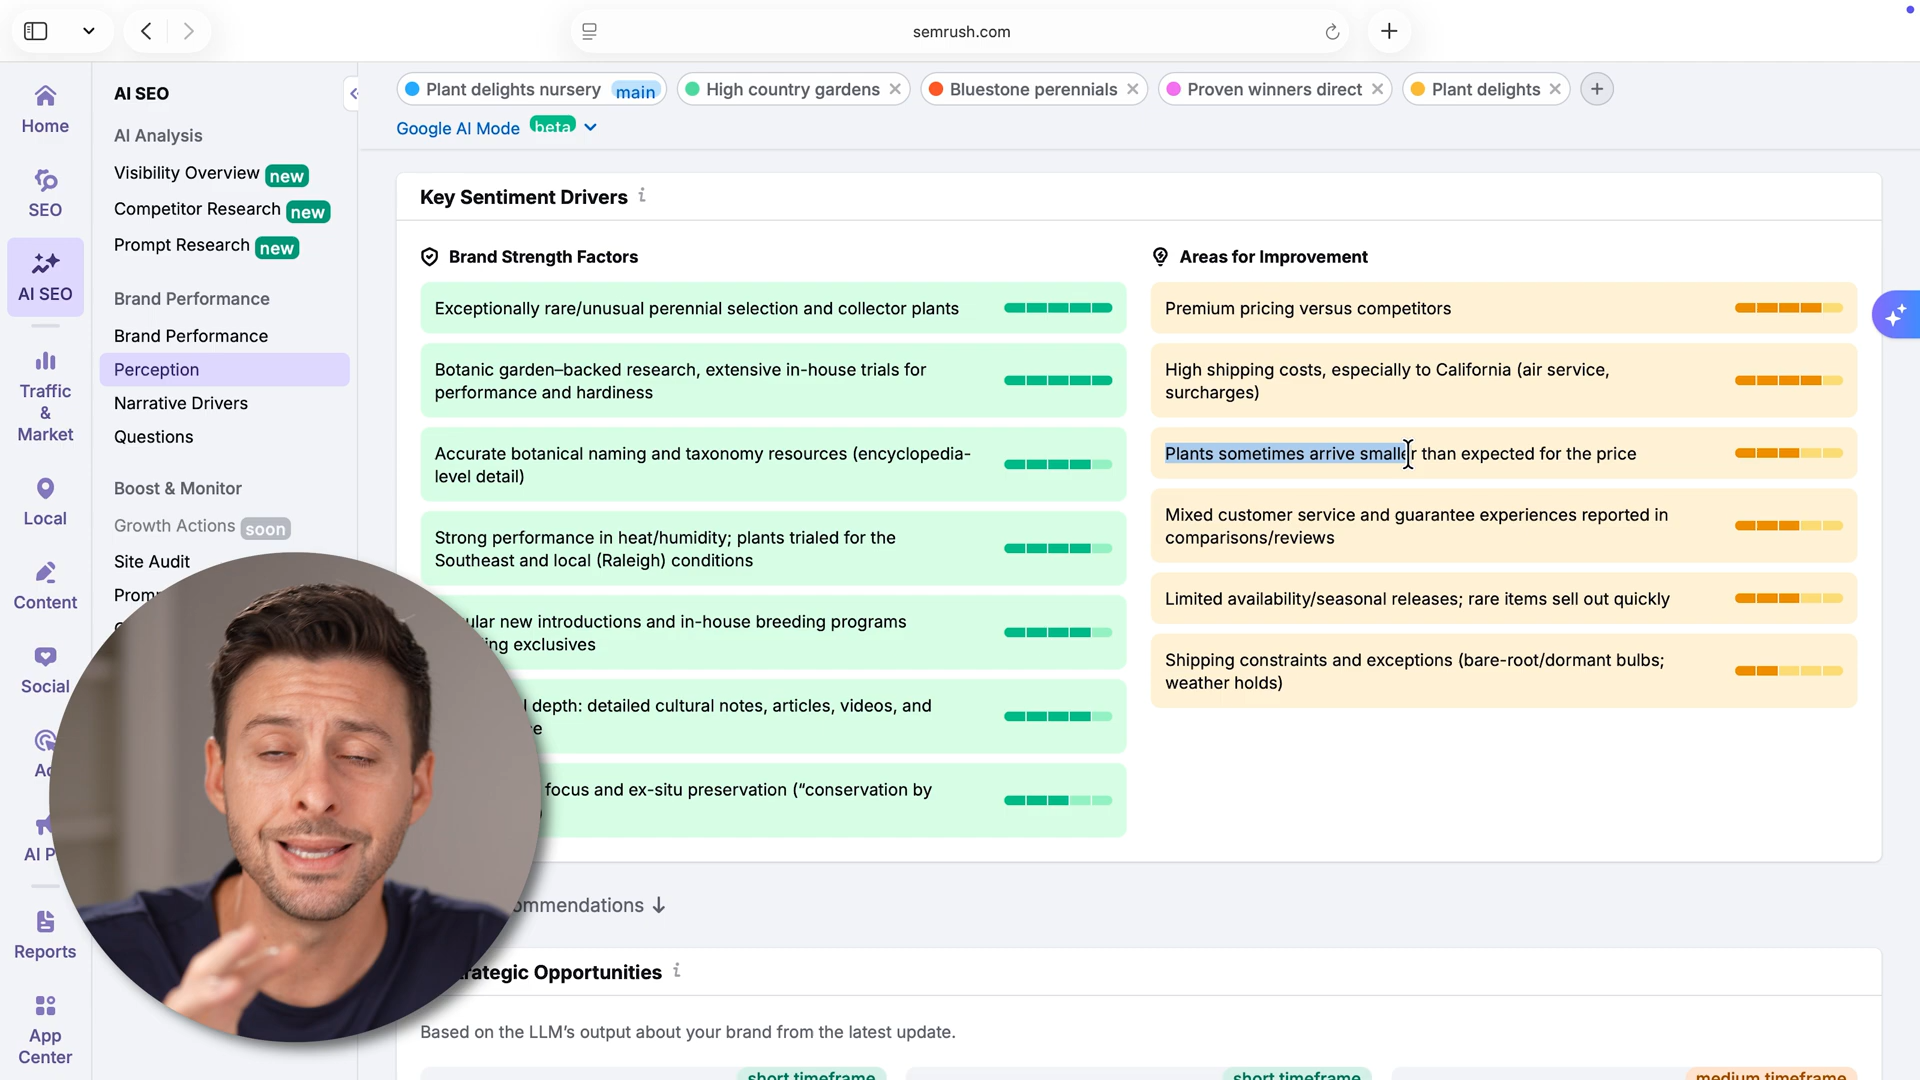 semrush.com
Home
SEO
AI SEO
Traffic
&
Market
Local
Content
Social
Reports
App
Center
AI SEO
AI Analysis
Visibility Overview new
Competitor Research new
Prompt Research new
Brand Performance
Brand Performance
Perception
Narrative Drivers
Questions
Boost & Monitor
Growth Actions soon
Site Audit
Plant delights nursery main
High country gardens
Bluestone perennials
Proven winners direct
Plant delights
Google AI Mode beta
Key Sentiment Drivers
Brand Strength Factors
Exceptionally rare/unusual perennial selection and collector plants
Botanic garden–backed research, extensive in-house trials for
performance and hardiness
Accurate botanical naming and taxonomy resources (encyclopedia-
level detail)
Strong performance in heat/humidity; plants trialed for the
Southeast and local (Raleigh) conditions
new introductions and in-house breeding programs
exclusives
depth: detailed cultural notes, articles, videos, and
focus and ex-situ preservation (“conservation by
Areas for Improvement
Premium pricing versus competitors
High shipping costs, especially to California (air service,
surcharges)
Plants sometimes arrive smaller than expected for the price
Mixed customer service and guarantee experiences reported in
comparisons/reviews
Limited availability/seasonal releases; rare items sell out quickly
Shipping constraints and exceptions (bare-root/dormant bulbs;
weather holds)
Opportunities
Based on the LLM’s output about your brand from the latest update.
short timeframe
short timeframe
medium timeframe